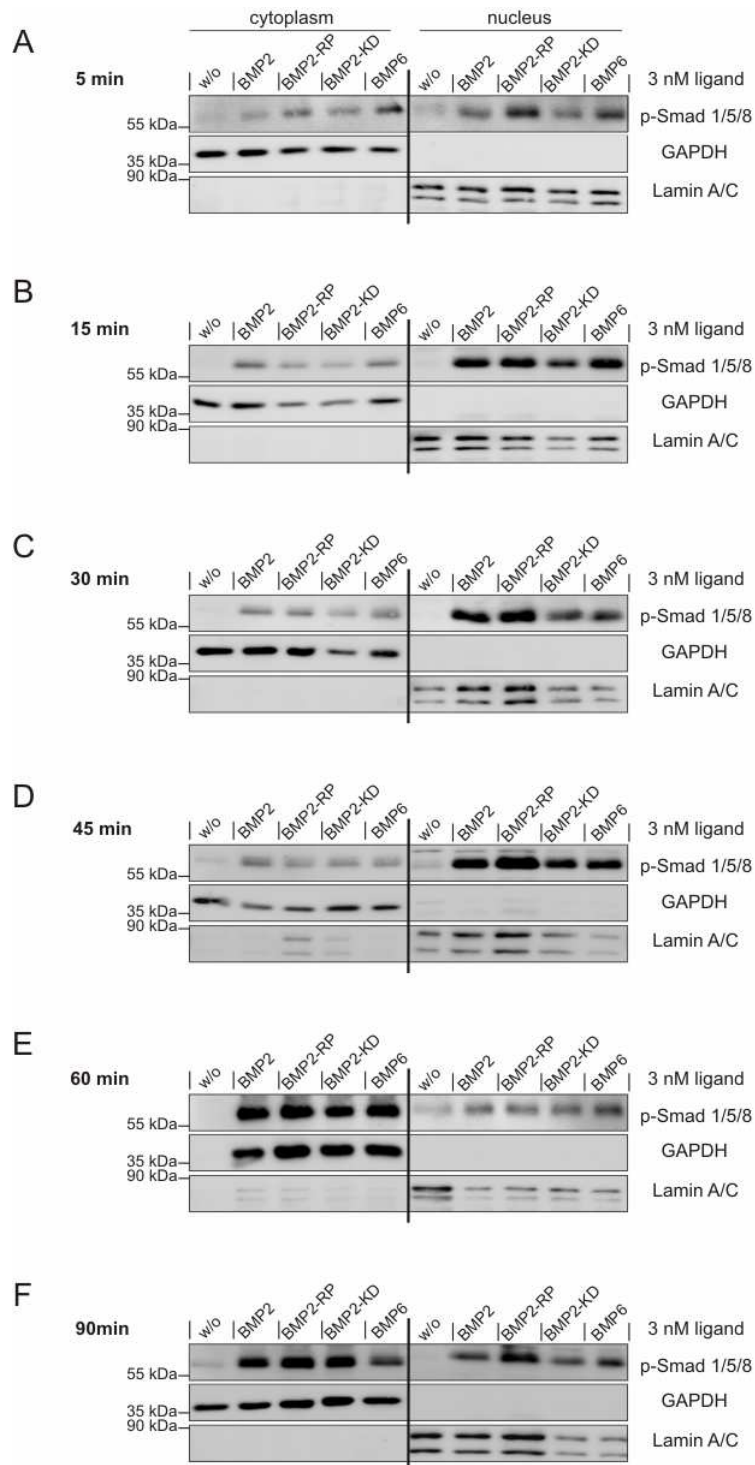 cytoplasm nucleus
A
5 min w/o BMP2 BMP2-RP BMP2-KD BMP6 w/o BMP2 BMP2-RP BMP2-KD BMP6 3 nM ligand
55 kDa p-Smad 1/5/8
35 kDa GAPDH
90 kDa Lamin A/C
B
15 min w/o BMP2 BMP2-RP BMP2-KD BMP6 w/o BMP2 BMP2-RP BMP2-KD BMP6 3 nM ligand
55 kDa p-Smad 1/5/8
35 kDa GAPDH
90 kDa Lamin A/C
C
30 min w/o BMP2 BMP2-RP BMP2-KD BMP6 w/o BMP2 BMP2-RP BMP2-KD BMP6 3 nM ligand
55 kDa p-Smad 1/5/8
35 kDa GAPDH
90 kDa Lamin A/C
D
45 min w/o BMP2 BMP2-RP BMP2-KD BMP6 w/o BMP2 BMP2-RP BMP2-KD BMP6 3 nM ligand
55 kDa p-Smad 1/5/8
35 kDa GAPDH
90 kDa Lamin A/C
E
60 min w/o BMP2 BMP2-RP BMP2-KD BMP6 w/o BMP2 BMP2-RP BMP2-KD BMP6 3 nM ligand
55 kDa p-Smad 1/5/8
35 kDa GAPDH
90 kDa Lamin A/C
F
90min w/o BMP2 BMP2-RP BMP2-KD BMP6 w/o BMP2 BMP2-RP BMP2-KD BMP6 3 nM ligand
55 kDa p-Smad 1/5/8
35 kDa GAPDH
90 kDa Lamin A/C